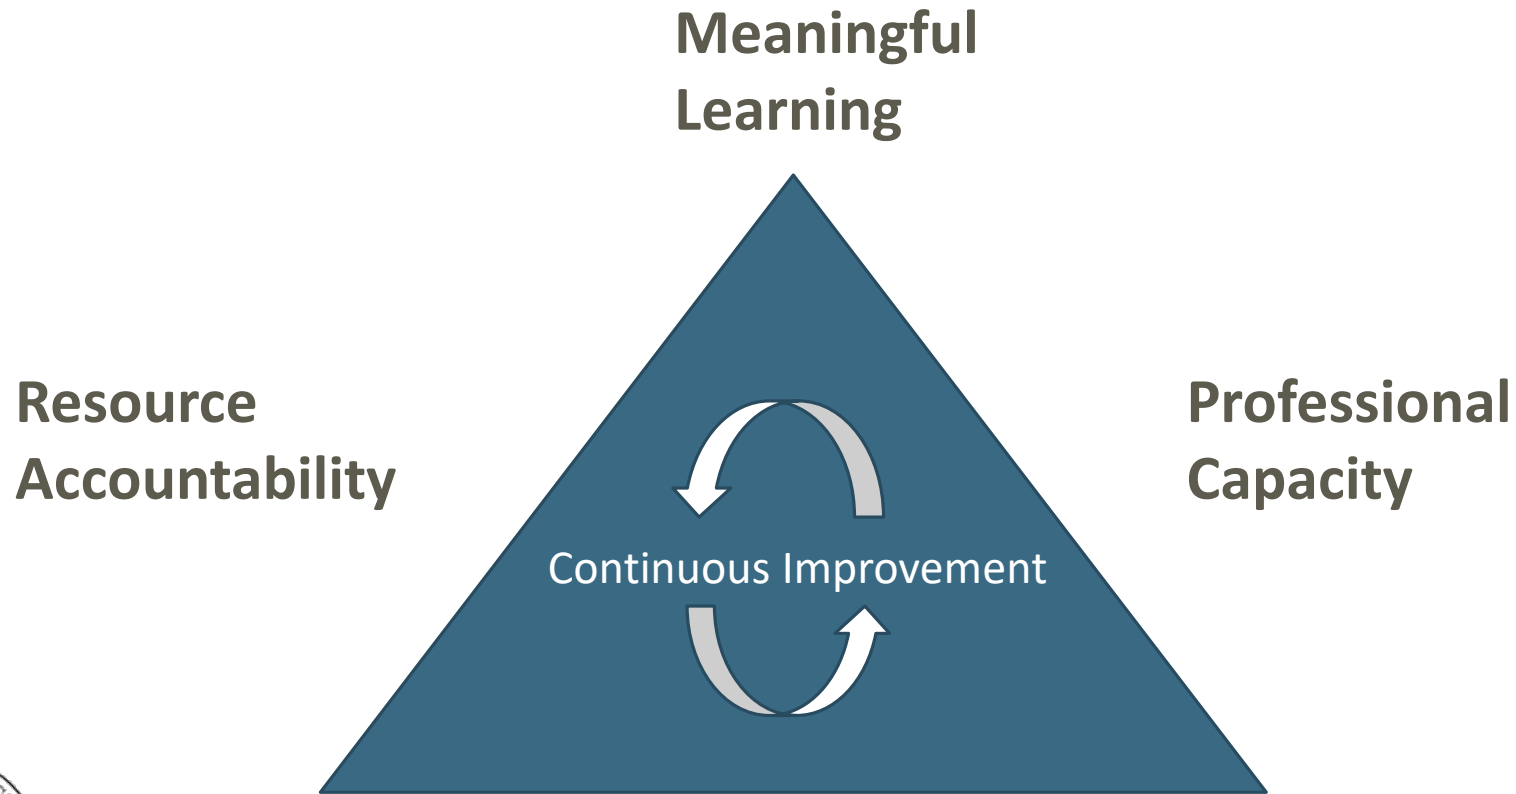 Meaningful
Learning
Resource
Accountability
Professional
Capacity
Continuous Improvement